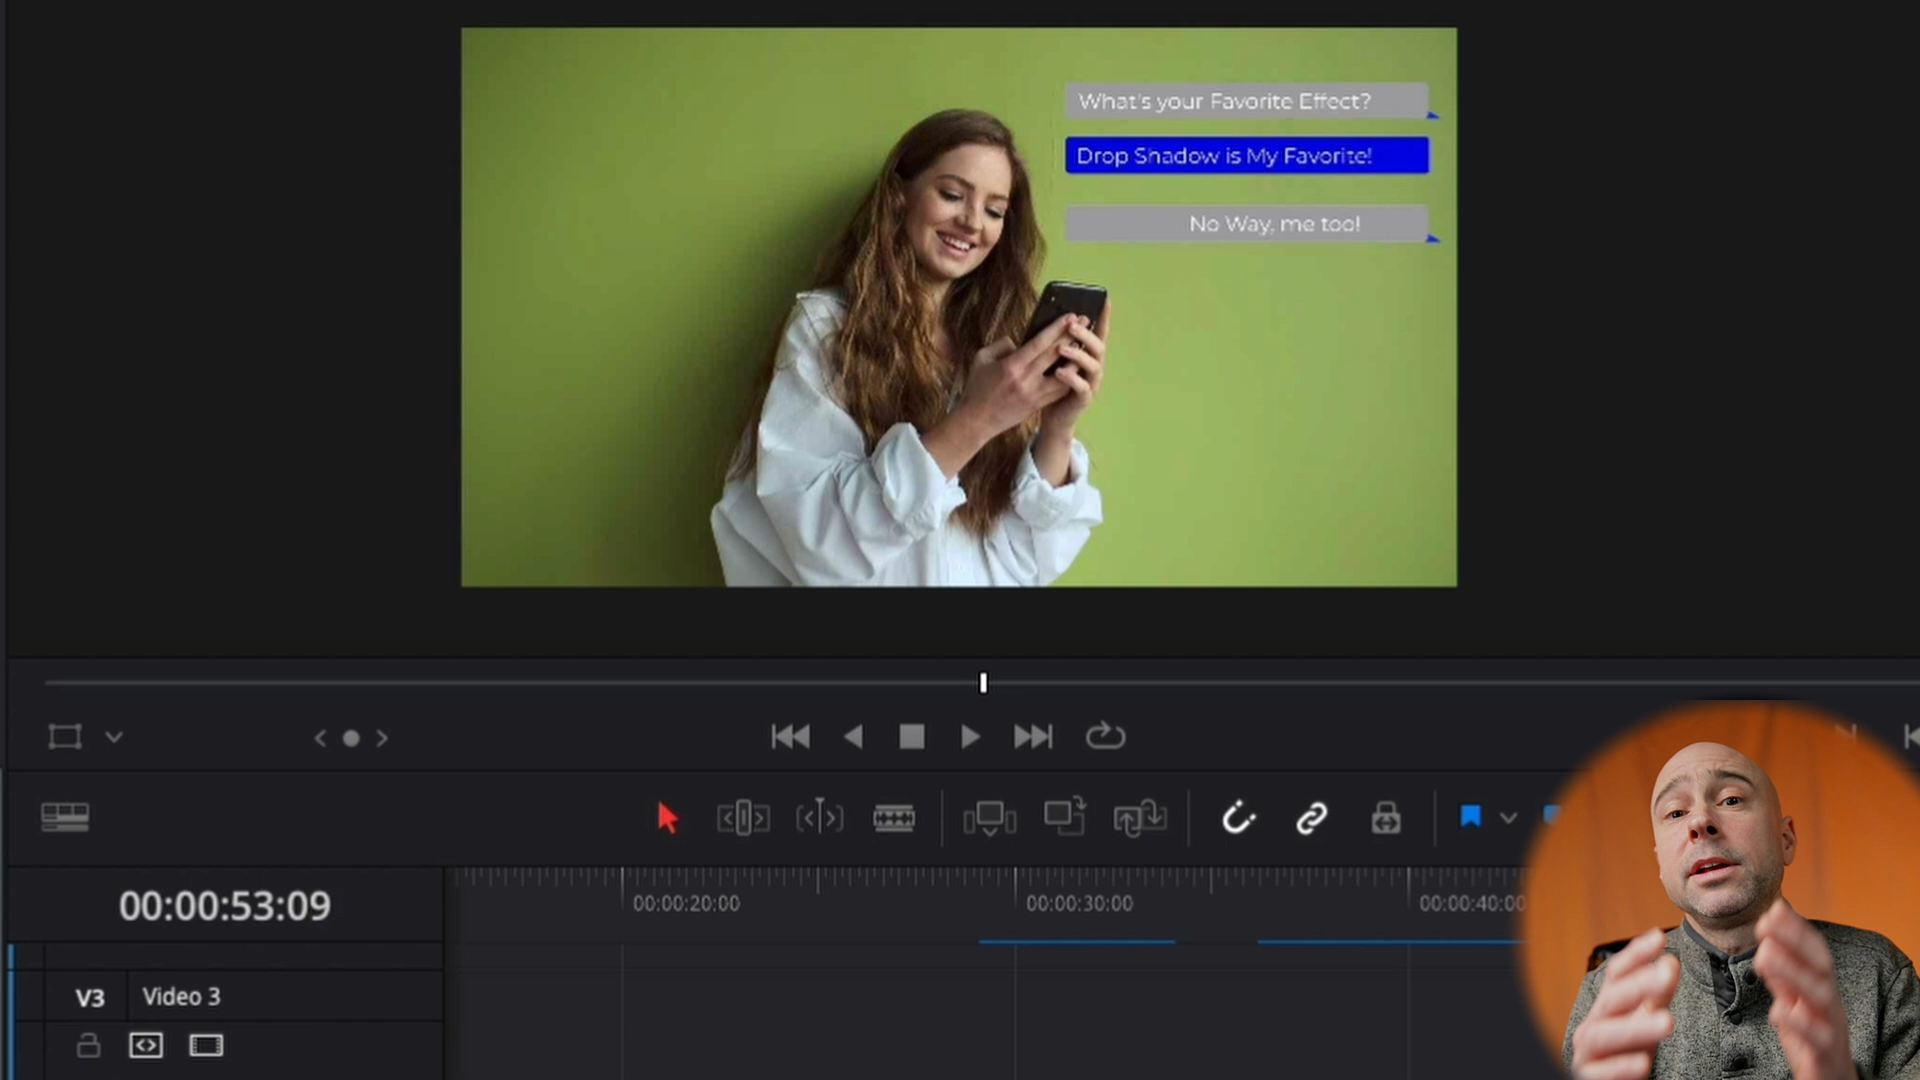 What's your Favorite Effect?
Drop Shadow is My Favorite!
No Way, me too!
00:00:53:09
00:00:20:00
00:00:30:00
00:00:40:00
V3
Video 3